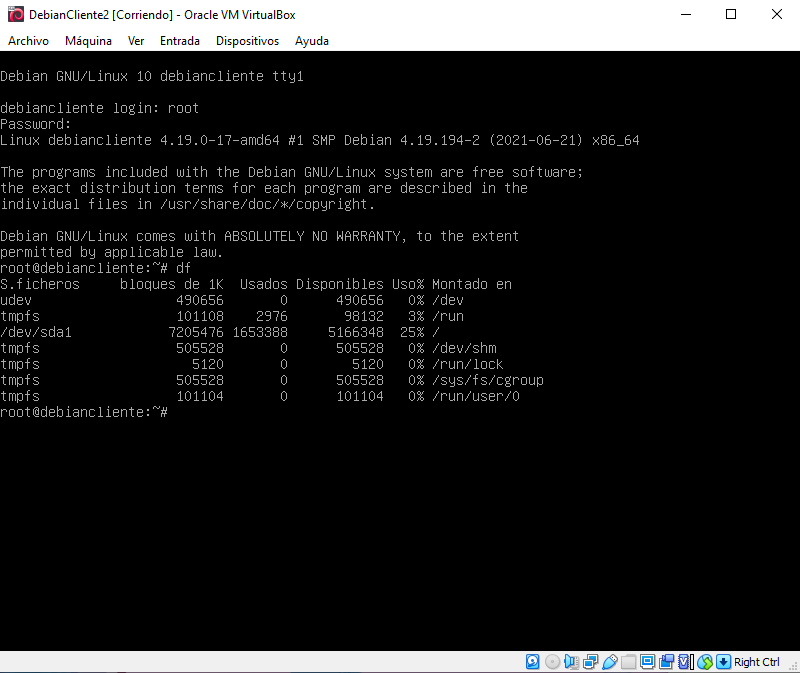 DebianCliente2 [Corriendo] - Oracle VM VirtualBox
Archivo Máquina Ver Entrada Dispositivos Ayuda
Debian GNU/Linux 10 debiancliente tty1
debiancliente login: root
Password:
Linux debiancliente 4.19.0-17-amd64 #1 SMP Debian 4.19.194-2 (2021-06-21) x86_64
The programs included with the Debian GNU/Linux system are free software;
the exact distribution terms for each program are described in the
individual files in /usr/share/doc/*/copyright.
Debian GNU/Linux comes with ABSOLUTELY NO WARRANTY, to the extent
permitted by applicable law.
root@debiancliente:~# df
S.ficheros     bloques de 1K  Usados Disponibles Uso% Montado en
udev                  490656       0      490656   0% /dev
tmpfs                 101108    2976       98132   3% /run
/dev/sda1            7205476 1653388     5166348  25% /
tmpfs                 505528       0      505528   0% /dev/shm
tmpfs                   5120       0        5120   0% /run/lock
tmpfs                 505528       0      505528   0% /sys/fs/cgroup
tmpfs                 101104       0      101104   0% /run/user/0
root@debiancliente:~#
Right Ctrl